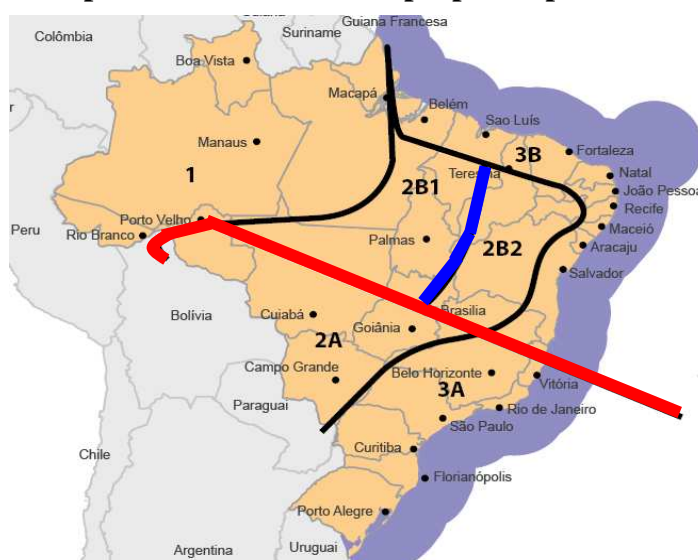 Colômbia
Guiana Francesa
Suriname
Boa Vista
Macapá
Belém
Sao Luís
Manaus
Fortaleza
3B
Natal
João Pessoa
Recife
Maceió
Aracaju
Salvador
1
2B1
2B2
Porto Velho
Rio Branco
Peru
Palmas
Bolívia
Cuiabá
Brasilia
Goiânia
2A
Campo Grande
Belo Horizonte
Vitória
3A
Rio de Janeiro
São Paulo
Paraguai
Curitiba
Chile
Florianópolis
Porto Alegre
Argentina
Uruguai